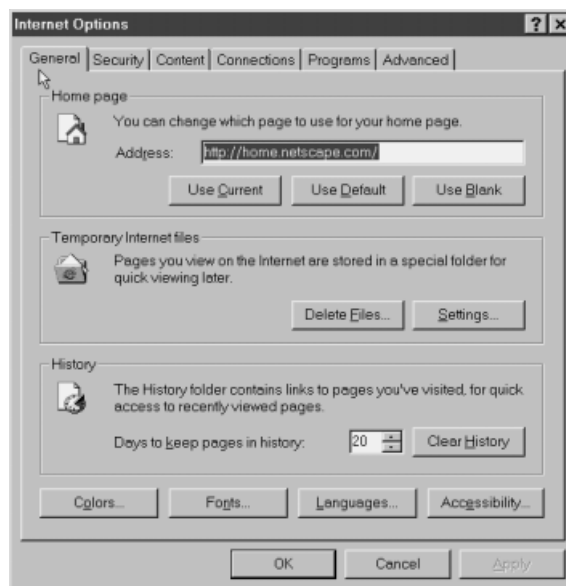 Internet Options
General Security Content Connections Programs Advanced
Home page
You can change which page to use for your home page.
Address: http://home.netscape.com/
Use Current Use Default Use Blank
Temporary Internet files
Pages you view on the Internet are stored in a special folder for
quick viewing later.
Delete Files... Settings...
History
The History folder contains links to pages you've visited, for quick
access to recently viewed pages.
Days to keep pages in history: 20 Clear History
Colors... Fonts... Languages... Accessibility...
OK Cancel Apply